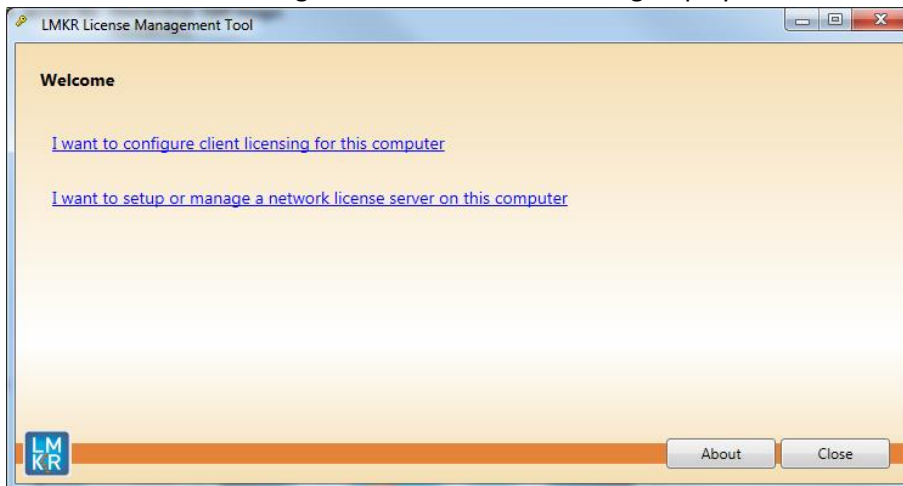 LMKR License Management Tool
Welcome
I want to configure client licensing for this computer
I want to setup or manage a network license server on this computer
LM
KR
About
Close